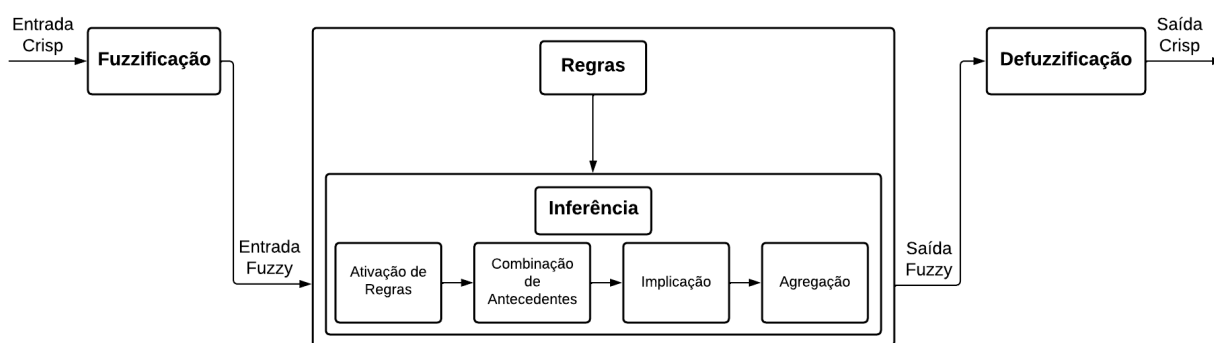 Entrada
Crisp
Fuzzificação
Regras
Defuzzificação
Saída
Crisp
Inferência
Entrada
Fuzzy
Ativação de
Regras
Combinação
de
Antecedentes
Implicação
Agregação
Saída
Fuzzy